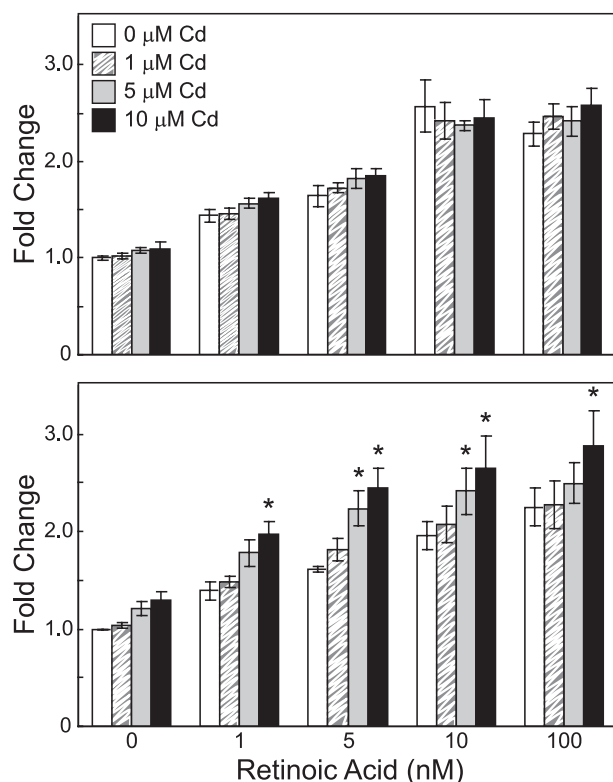 0 μM Cd
1 μM Cd
5 μM Cd
10 μM Cd
Fold Change
3.0
2.0
1.0
0
Fold Change
3.0
2.0
1.0
0
* * * * * *
0 1 5 10 100
Retinoic Acid (nM)